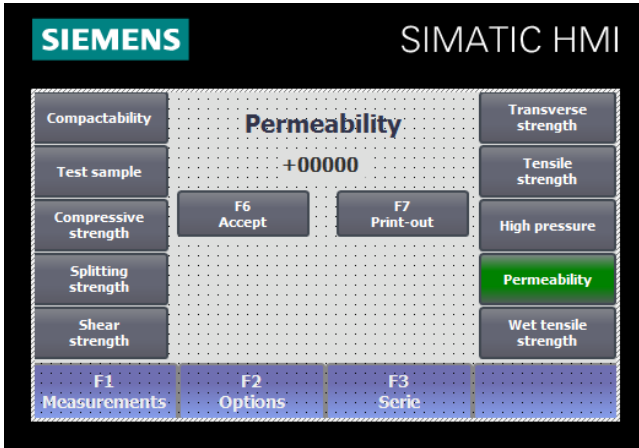 SIEMENS
SIMATIC HMI
Compactability
Test sample
Compressive
strength
Splitting
strength
Shear
strength
Permeability
+00000
F6
Accept
F7
Print-out
Transverse
strength
Tensile
strength
High pressure
Permeability
Wet tensile
strength
F1
Measurements
F2
Options
F3
Serie